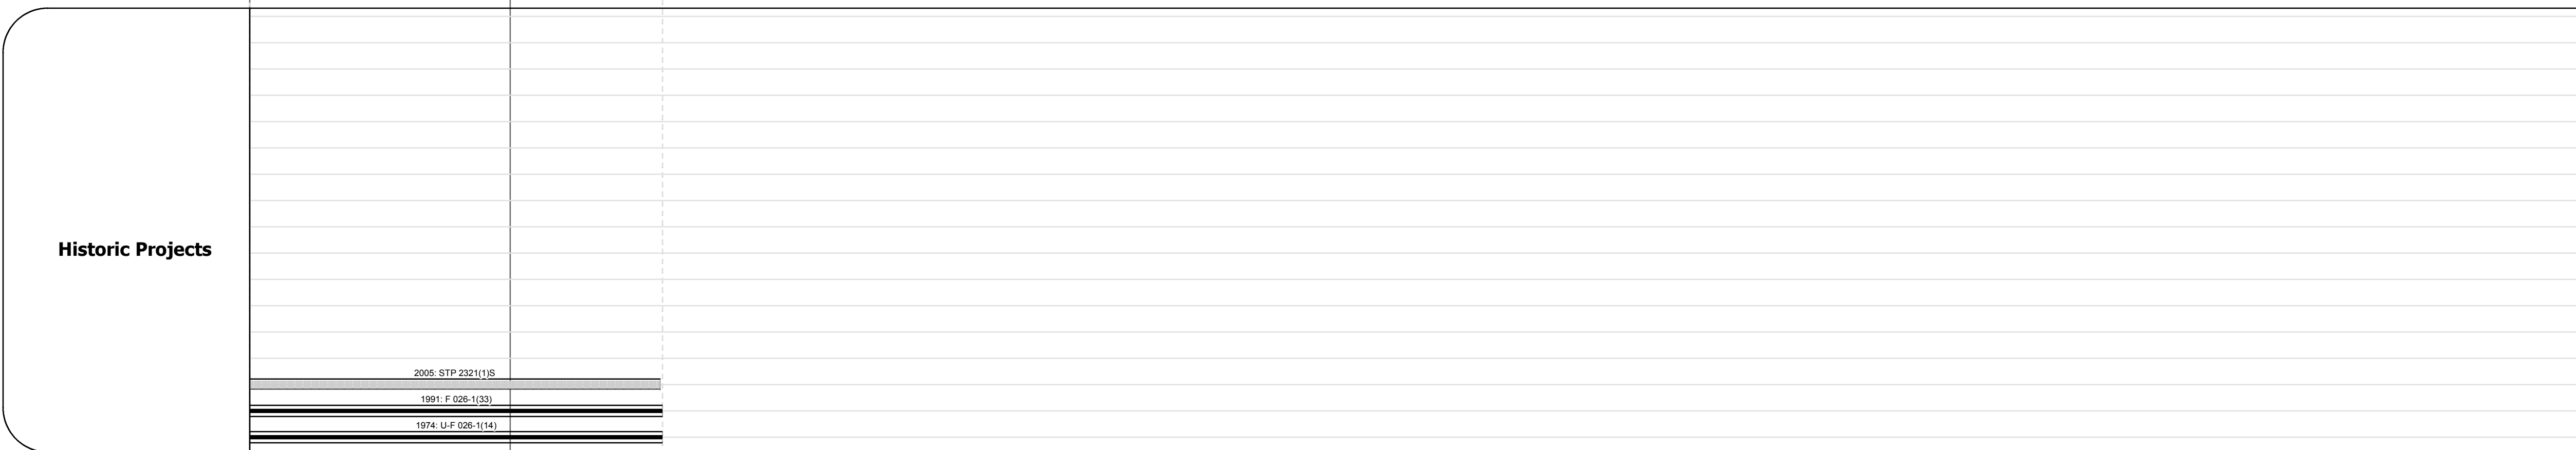 Historic Projects
2005: STP 2321(1)S
1991: F 026-1(33)
1974: U-F 026-1(14)